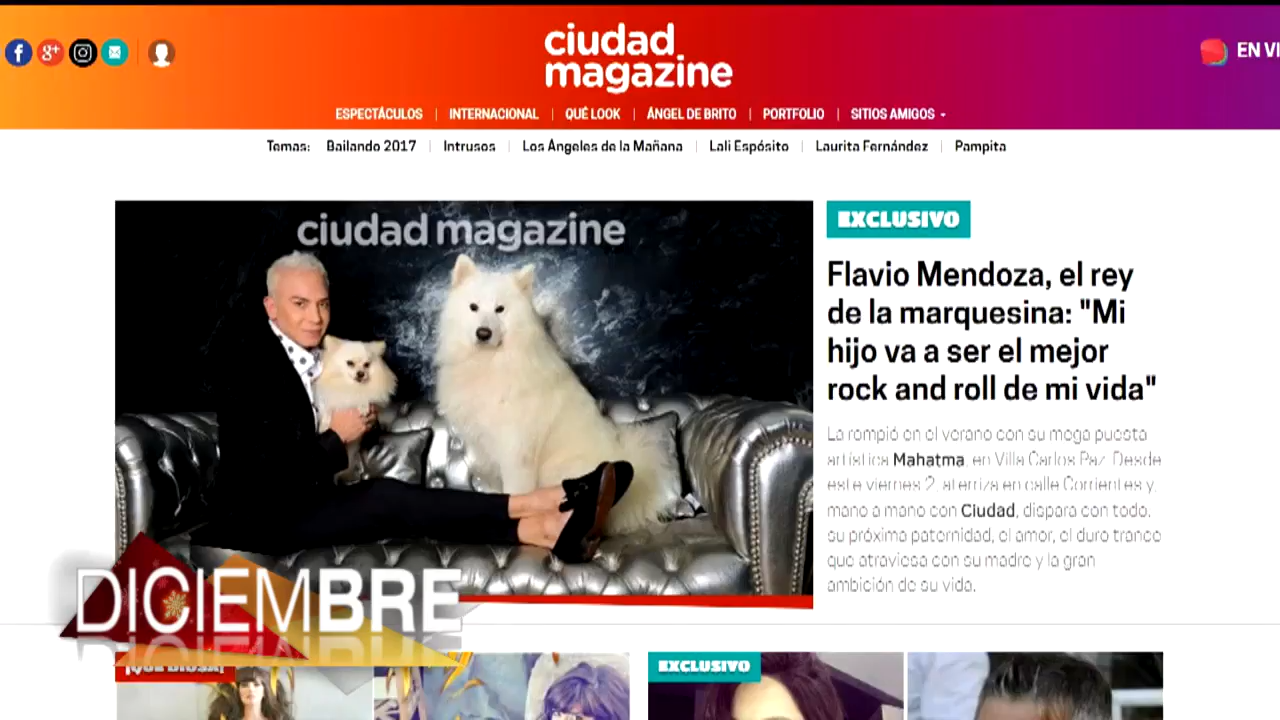 ciudad
magazine
EN VI
ESPECTÁCULOS
INTERNACIONAL
QUÉ LOOK
ÁNGEL DE BRITO
PORTFOLIO
SITIOS AMIGOS
Temas: Bailando 2017 Intrusos Los Ángeles de la Mañana Lali Espósito Laurita Fernández Pampita
ciudad magazine
EXCLUSIVO
Flavio Mendoza, el rey
de la marquesina: "Mi
hijo va a ser el mejor
rock and roll de mi vida"
La rompió en el verano con su mega puesta
artística Mahatma, en Villa Carlos Paz. Desde
este viernes 2, aterriza en calle Corrientes y,
mano a mano con Ciudad, dispara con todo:
su próxima paternidad, el amor, el duro trance
que atraviesa con su madre y la gran
ambición de su vida.
DICIEMBRE
¡QUÉ DIOSA!
EXCLUSIVO